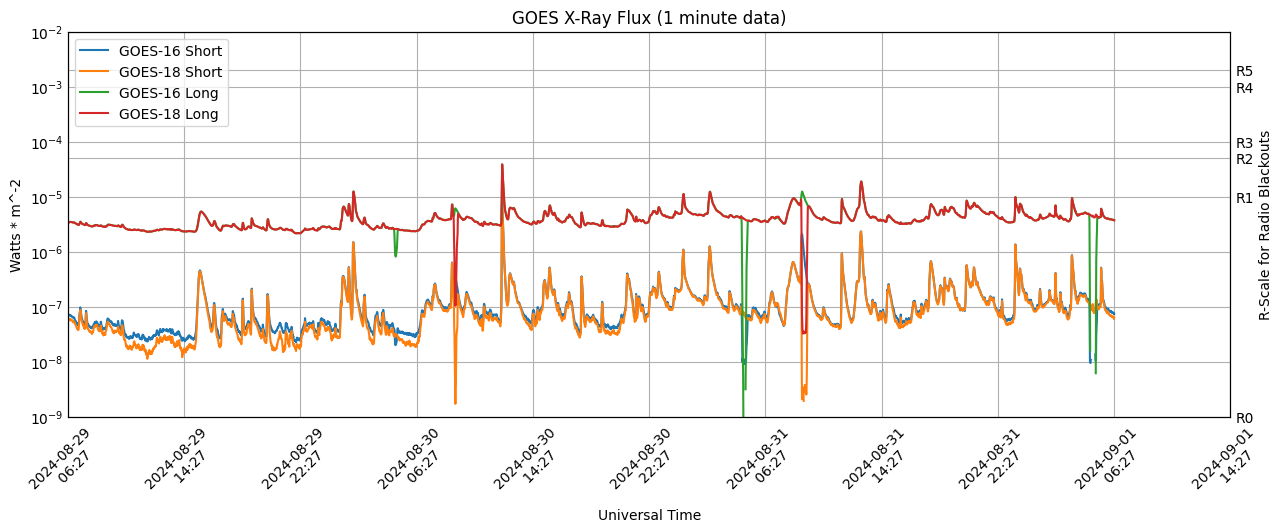 GOES X-Ray Flux (1 minute data)
GOES-16 Short
GOES-18 Short
GOES-16 Long
GOES-18 Long
Watts * m^-2
10^-2
10^-3
10^-4
10^-5
10^-6
10^-7
10^-8
10^-9
R5
R4
R3
R2
R1
R0
R-Scale for Radio Blackouts
2024-08-29
06:27
2024-08-29
14:27
2024-08-29
22:27
2024-08-30
06:27
2024-08-30
14:27
2024-08-30
22:27
2024-08-31
06:27
2024-08-31
14:27
2024-08-31
22:27
2024-09-01
06:27
2024-09-01
14:27
Universal Time